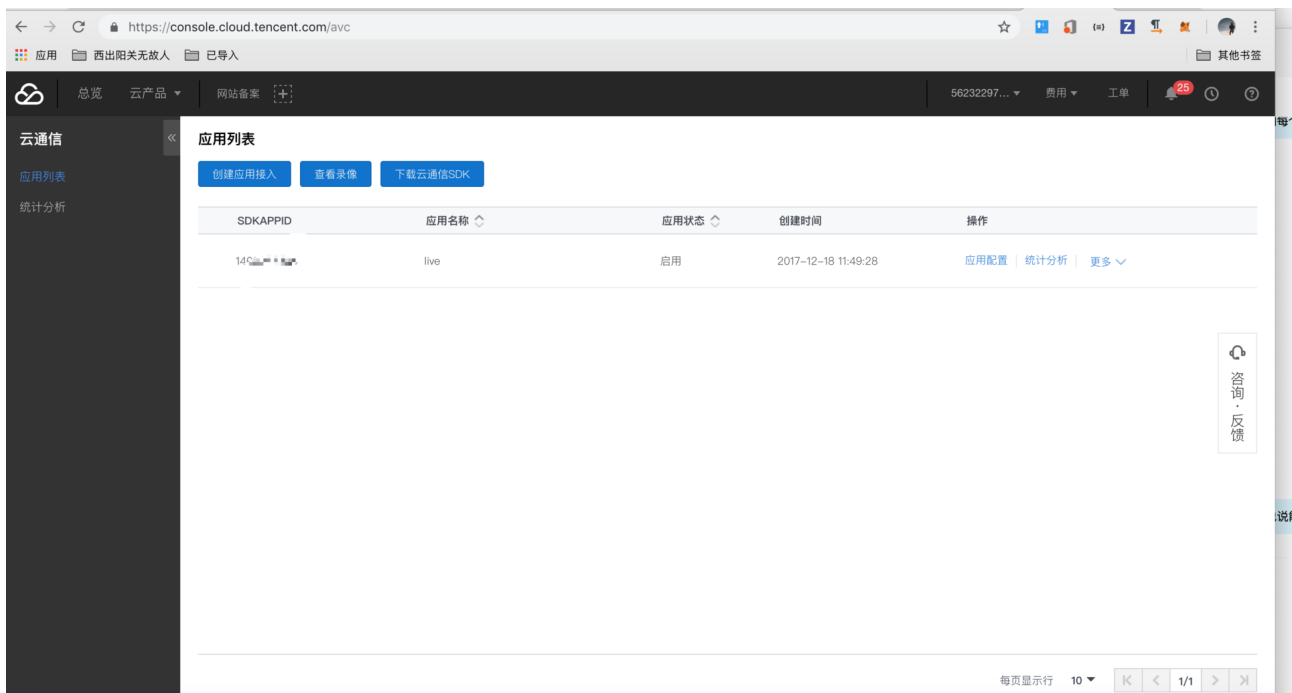 https://console.cloud.tencent.com/avc
应用 西出阳关无故人 已导入 其他书签
总览 云产品 网站备案 56232297... 费用 工单 25
云通信
应用列表
统计分析
应用列表
创建应用接入 查看录像 下载云通信SDK
SDKAPPID 应用名称 应用状态 创建时间 操作
live 启用 2017-12-18 11:49:28 应用配置 统计分析 更多
咨询·反馈
每页显示行 10 1/1